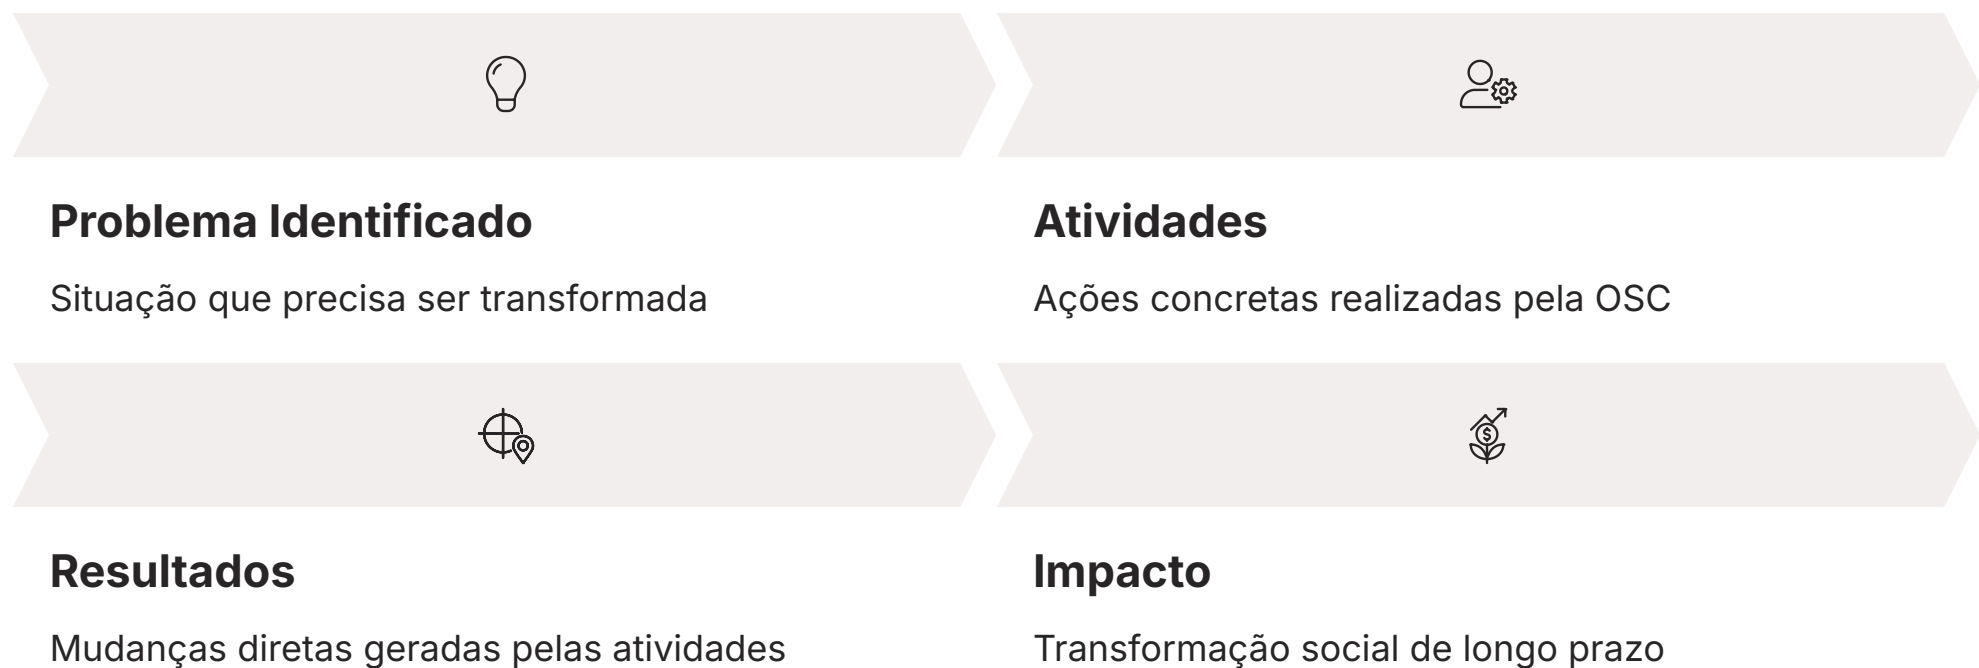 Problema Identificado
Situação que precisa ser transformada
Atividades
Ações concretas realizadas pela OSC
Resultados
Mudanças diretas geradas pelas atividades
Impacto
Transformação social de longo prazo